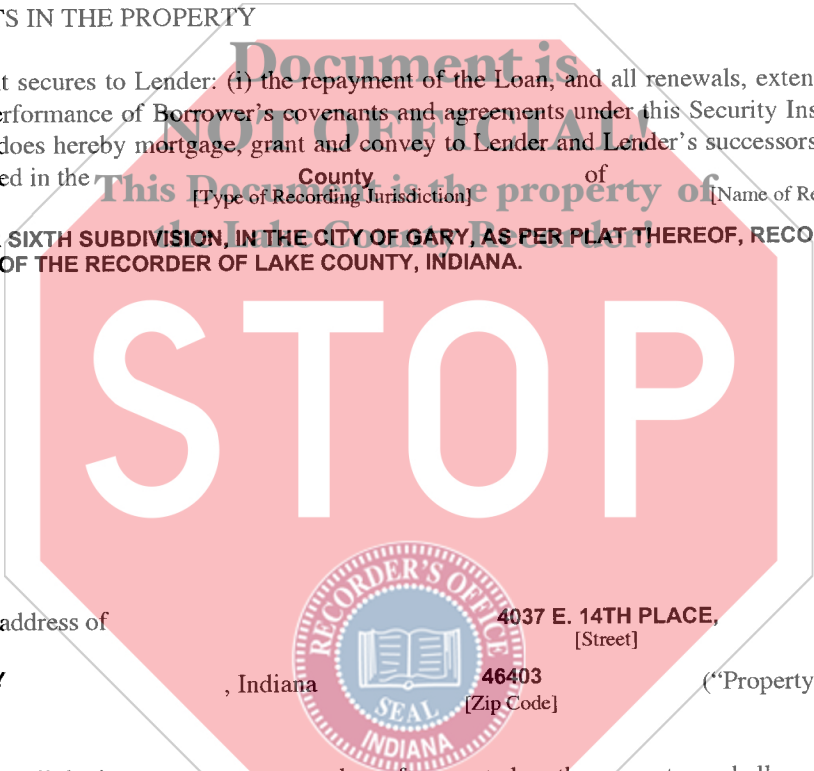 TS IN THE PROPERTY
Document is
t secures to Lender: (i) the repayment of the Loan, and all renewals, exten
erformance of Borrower's covenants and agreements under this Security Ins
NOT OFFICIAL!
does hereby mortgage, grant and convey to Lender and Lender's successors
ed in the County of
This Document is the property of
[Type of Recording Jurisdiction] [Name of Re
the Lake County Recorder!
SIXTH SUBDIVISION, IN THE CITY OF GARY, AS PER PLAT THEREOF, RECO
OF THE RECORDER OF LAKE COUNTY, INDIANA.
STOP
RECORDER'S OFFICE
address of 4037 E. 14TH PLACE,
[Street]
Y , Indiana 46403 ("Property
[Zip Code]
SEAL
INDIANA